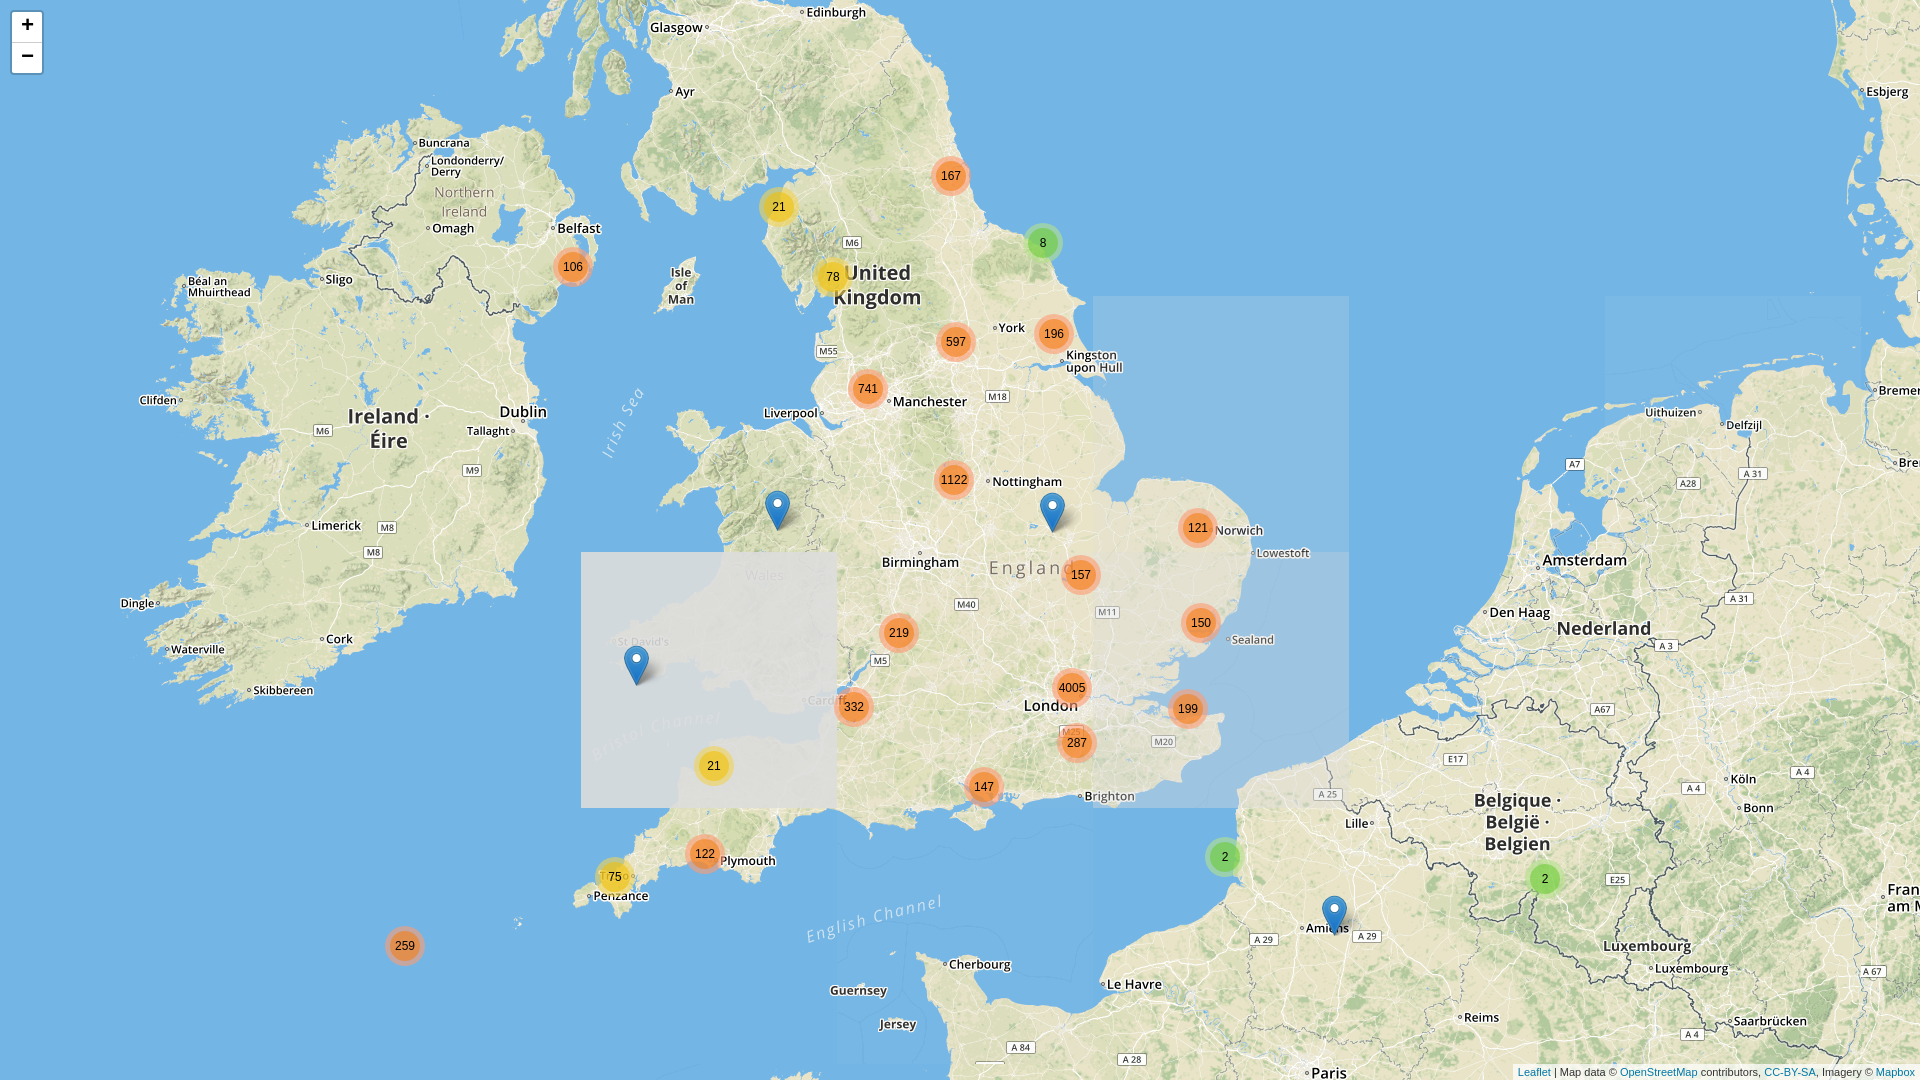 +
−
Edinburgh
Glasgow
Ayr
Esbjerg
Buncrana
Londonderry/
Derry
167
Northern
Ireland
21
Omagh
Belfast
M6
8
106
78
United
Kingdom
Isle
of
Man
Sligo
Béal an
Mhuirthead
York
196
597
M55
Kingston
upon Hull
741
Manchester
M18
Bremer
Clifden
Dublin
Liverpool
Uithuizen
Delfzijl
Ireland ·
Éire
M6
Tallaght
Irish Sea
M9
A7
A 31
Bre
1122
Nottingham
A28
Limerick
M8
121
Norwich
M8
Lowestoft
Birmingham
England
157
Amsterdam
Wales
Dingle
M40
M11
A 31
Den Haag
219
150
Nederland
Cork
St David's
Sealand
A 3
Waterville
M5
Skibbereen
4005
Cardiff
332
London
199
A67
Bristol Channel
M25
287
M20
E17
21
A 4
Köln
147
Brighton
A 25
A 4
Bonn
Belgique ·
België ·
Belgien
Lille
122
Plymouth
2
75
2
E25
Penzance
Fran
am M
English Channel
Amiens
259
A 29
A 29
Luxembourg
Cherbourg
Luxembourg
A 67
Le Havre
Guernsey
Reims
Saarbrücken
Jersey
A 4
A 84
A 28
Paris
Leaflet | Map data © OpenStreetMap contributors, CC-BY-SA, Imagery © Mapbox